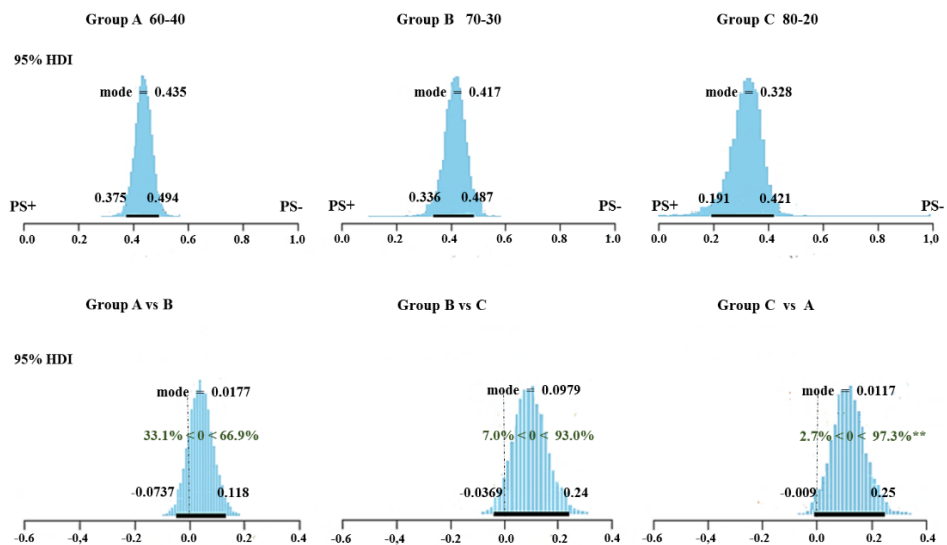 Group A 60-40
Group B 70-30
Group C 80-20
95% HDI
mode = 0.435
mode = 0.417
mode = 0.328
0.375 0.494
0.336 0.487
0.191 0.421
PS+ PS-
PS+ PS-
PS+ PS-
0.0 0.2 0.4 0.6 0.8 1.0
0.0 0.2 0.4 0.6 0.8 1.0
0.0 0.2 0.4 0.6 0.8 1,0
Group A vs B
Group B vs C
Group C vs A
95% HDI
mode = 0.0177
mode = 0.0979
mode = 0.0117
33.1% < 0 < 66.9%
7.0% < 0 < 93.0%
2.7% < 0 < 97.3%**
-0.0737 0.118
-0.0369 0.24
-0.009 0.25
-0.6 -0,4 -0.2 0.0 0.2 0.4
-0.6 -0,4 -0.2 0.0 0.2 0.4
-0.6 -0,4 -0.2 0.0 0.2 0.4